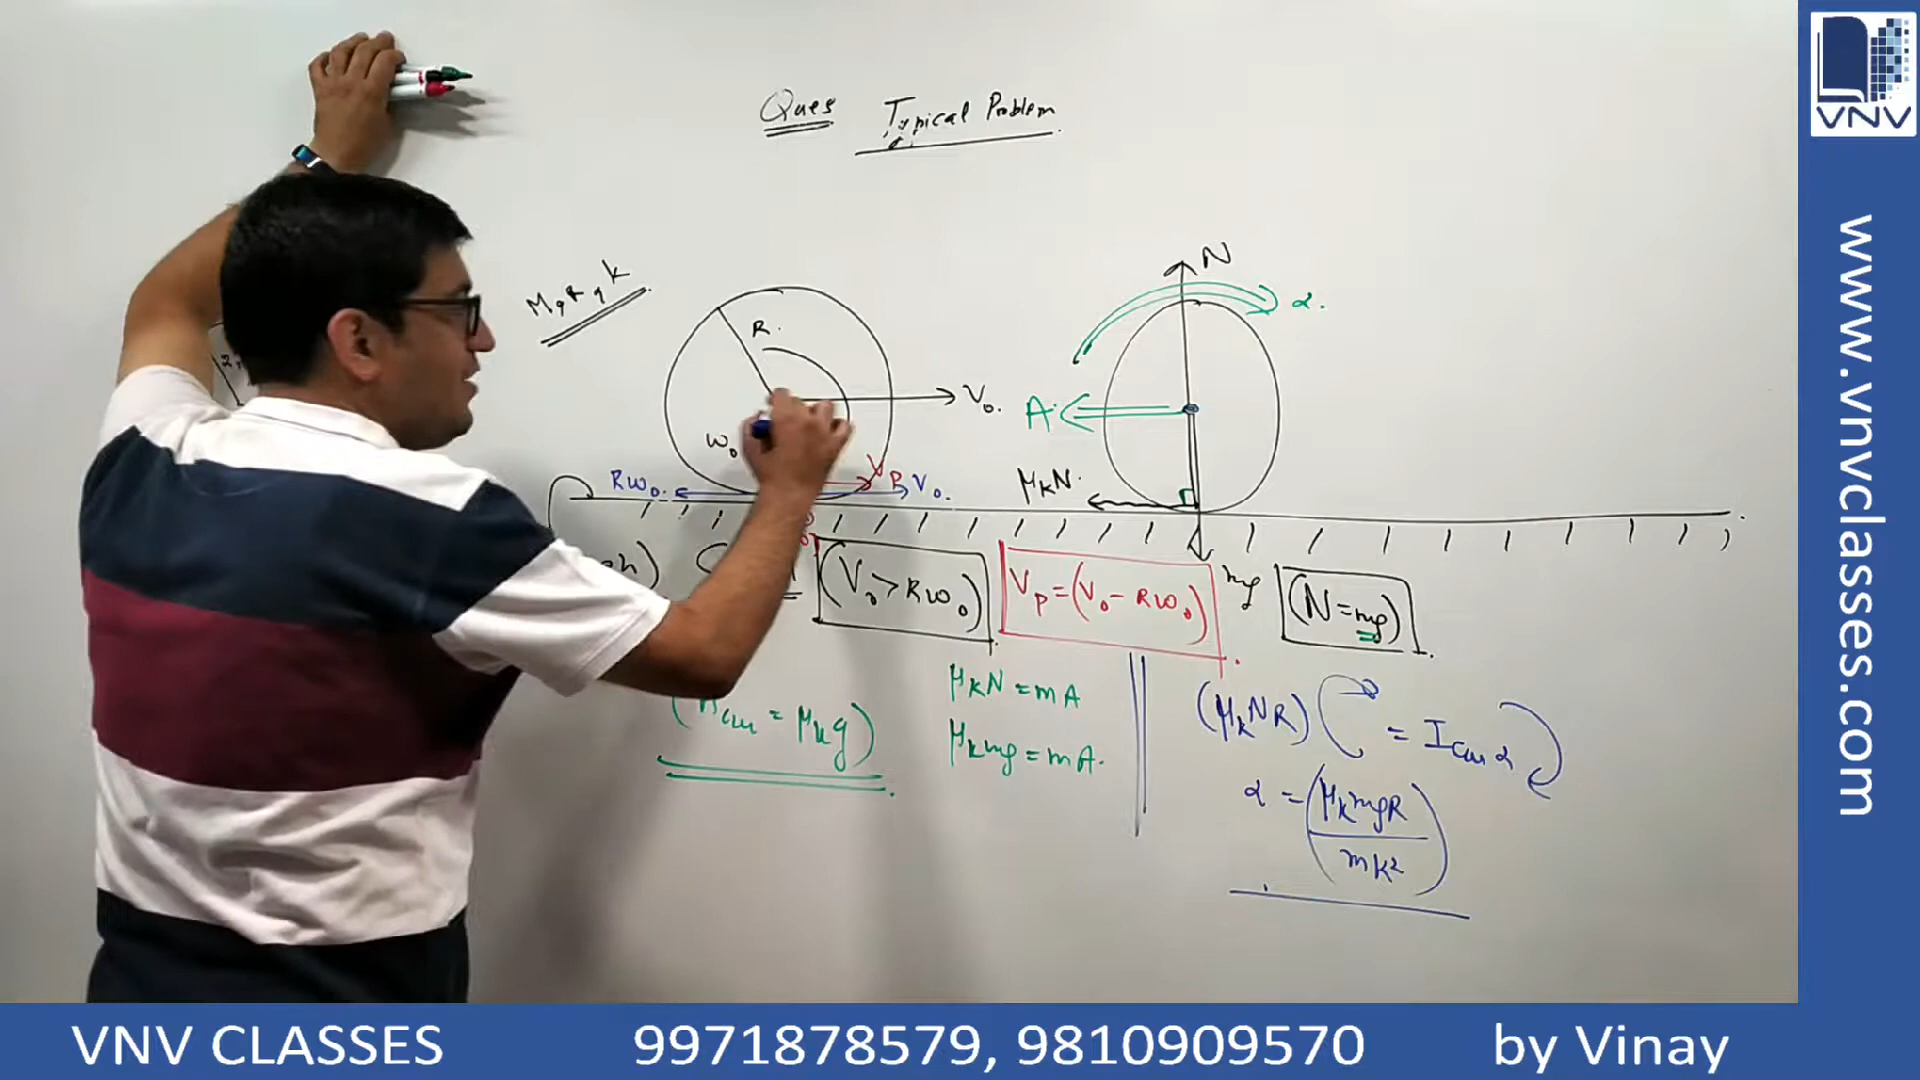 Ques Typical Problem
M, R, k
R.
V₀.
ω₀
Rω₀.
V₀.
V P
N
α.
A
μₖN.
mg
(V₀ > Rω₀)
Vₚ = (V₀ - Rω₀)
(N = mg)
μₖN = mA
μₖmg = mA.
= μₖg)
(μₖNR) = I꜀ₘ α
α = (μₖmgR / mk²)
VNV
www.vnvclasses.com
VNV CLASSES 9971878579, 9810909570 by Vinay